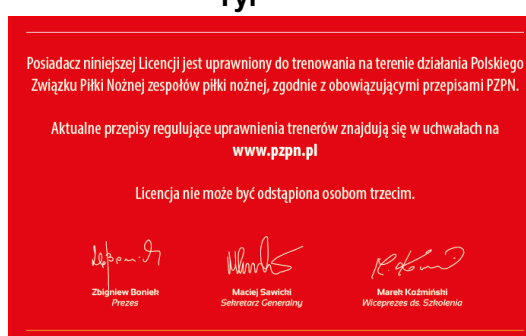 Posiadacz niniejszej Licencji jest uprawniony do trenowania na terenie działania Polskiego
Związku Piłki Nożnej zespołów piłki nożnej, zgodnie z obowiązującymi przepisami PZPN.
Aktualne przepisy regulujące uprawnienia trenerów znajdują się w uchwałach na
www.pzpn.pl
Licencja nie może być odstąpiona osobom trzecim.
Zbigniew Boniek
Prezes
Maciej Sawicki
Sekretarz Generalny
Marek Koźmiński
Wiceprezes ds. Szkolenia